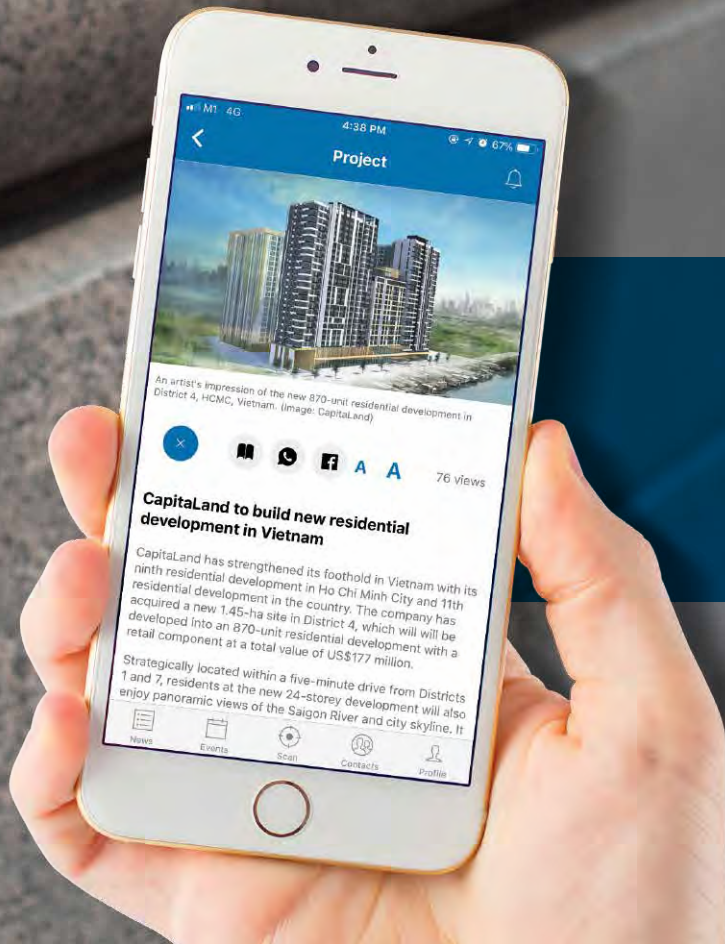 M1 4G 4:38 PM 67%
Project
An artist's impression of the new 870-unit residential development in
District 4, HCMC, Vietnam. (Image: CapitaLand)
A A 76 views
CapitaLand to build new residential
development in Vietnam
CapitaLand has strengthened its foothold in Vietnam with its
ninth residential development in Ho Chi Minh City and 11th
residential development in the country. The company has
acquired a new 1.45-ha site in District 4, which will will be
developed into an 870-unit residential development with a
retail component at a total value of US$177 million.
Strategically located within a five-minute drive from Districts
1 and 7, residents at the new 24-storey development will also
enjoy panoramic views of the Saigon River and city skyline. It
News Events Scan Contacts Profile